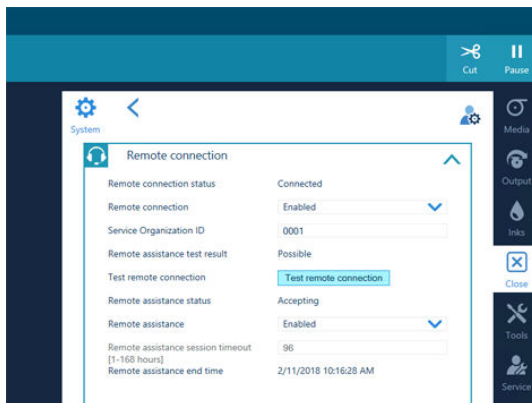 Cut
Pause
System
Media
Remote connection
Remote connection status Connected
Output
Remote connection Enabled
Service Organization ID 0001
Inks
Remote assistance test result Possible
Test remote connection Test remote connection
Close
Remote assistance status Accepting
Remote assistance Enabled
Tools
Remote assistance session timeout 96
[1-168 hours]
Remote assistance end time 2/11/2018 10:16:28 AM
Service